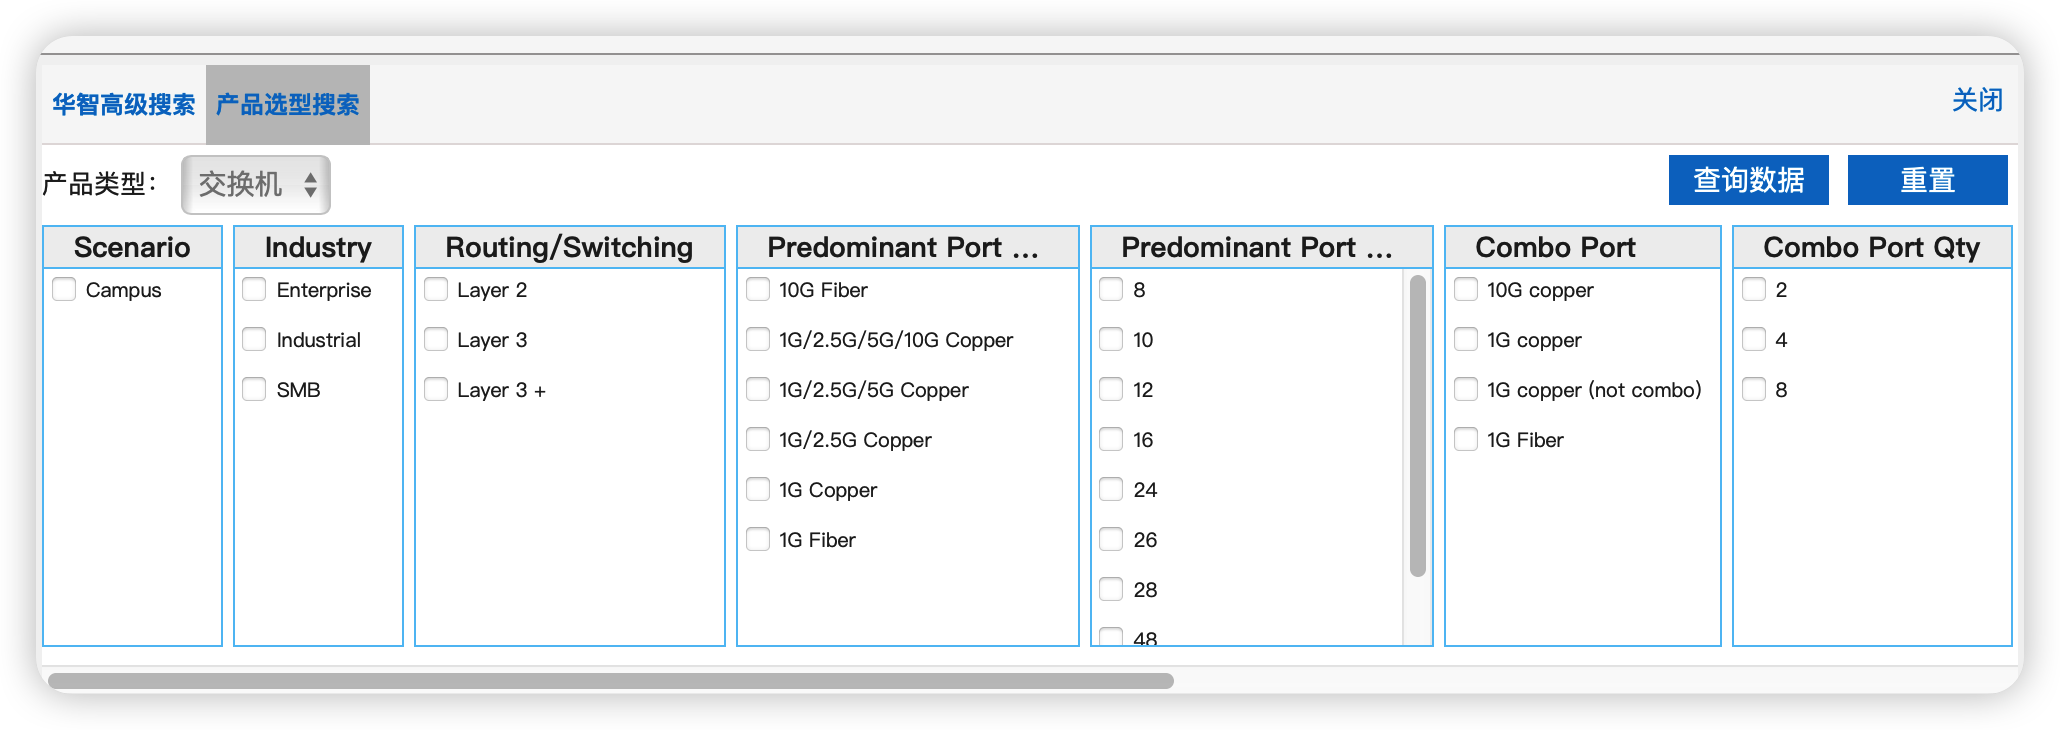 华智高级搜索 产品选型搜索 关闭
产品类型： 交换机 查询数据 重置
Scenario Industry Routing/Switching Predominant Port ... Predominant Port ... Combo Port Combo Port Qty
Campus Enterprise Layer 2 10G Fiber 8 10G copper 2
Industrial Layer 3 1G/2.5G/5G/10G Copper 10 1G copper 4
SMB Layer 3 + 1G/2.5G/5G Copper 12 1G copper (not combo) 8
1G/2.5G Copper 16 1G Fiber
1G Copper 24
1G Fiber 26
28
48